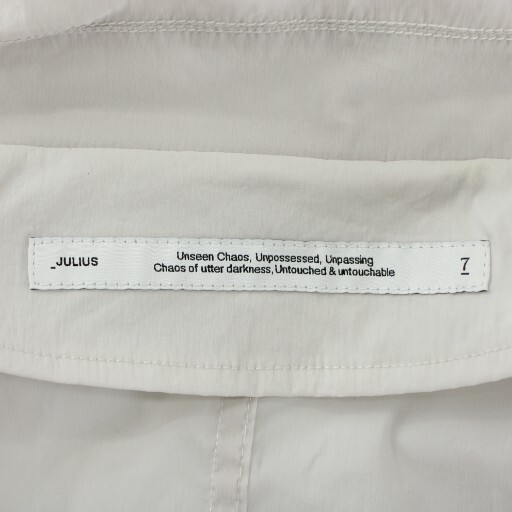 _JULIUS
Unseen Chaos, Unpossessed, Unpassing
Chaos of utter darkness, Untouched & untouchable
7